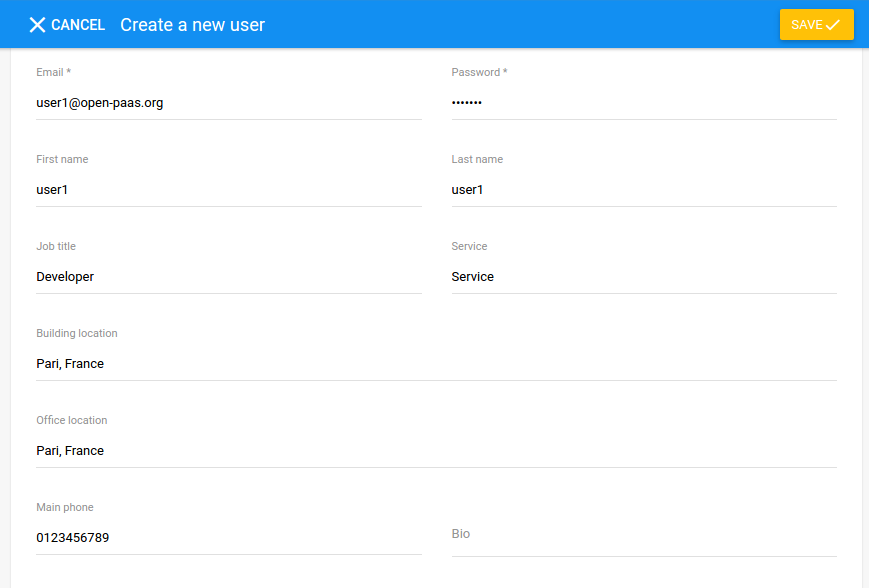 CANCEL Create a new user SAVE
Email * Password *
user1@open-paas.org •••••••
First name Last name
user1 user1
Job title Service
Developer Service
Building location
Pari, France
Office location
Pari, France
Main phone
0123456789 Bio